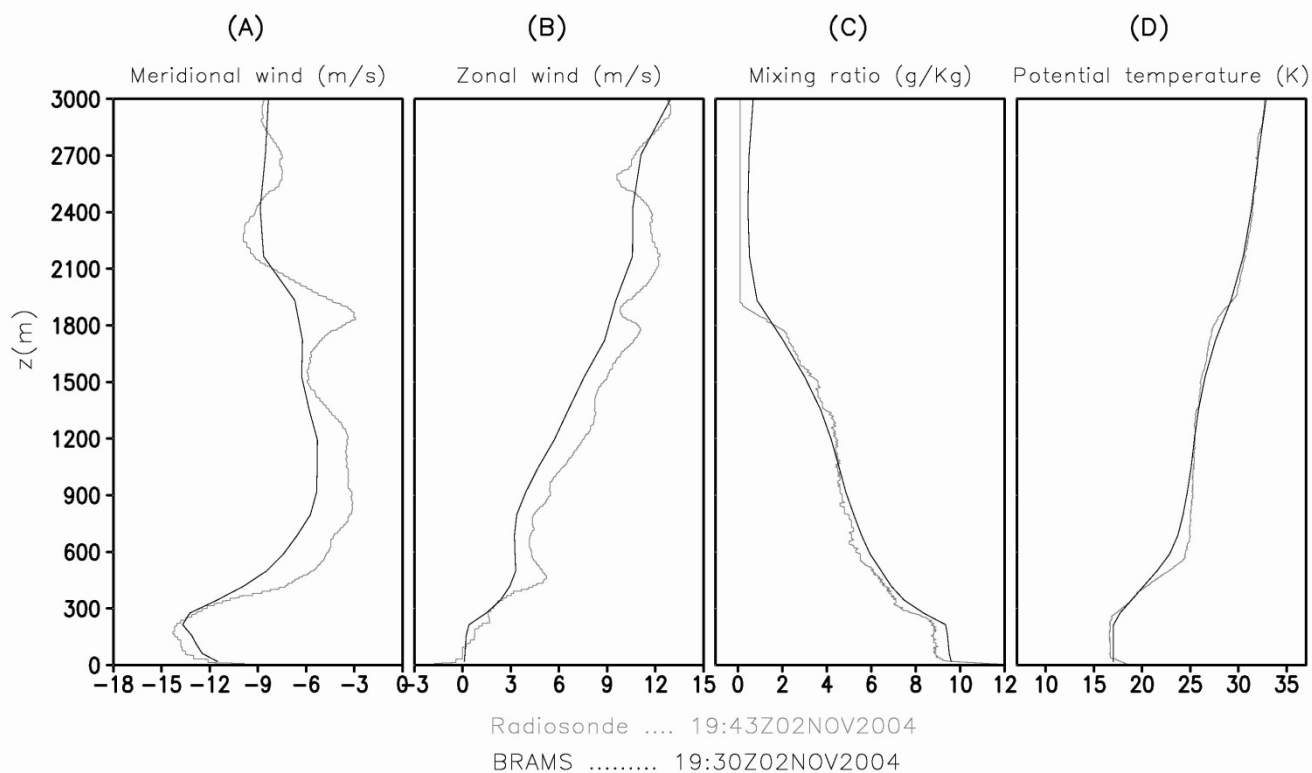 (A) (B) (C) (D)
Meridional wind (m/s) Zonal wind (m/s) Mixing ratio (g/Kg) Potential temperature (K)
3000
2700
2400
2100
1800
z(m)
1500
1200
900
600
300
0
-18 -15 -12 -9 -6 -3 0 -3 0 3 6 9 12 15 0 2 4 6 8 10 12 10 15 20 25 30 35
Radiosonde .... 19:43Z02NOV2004
BRAMS ......... 19:30Z02NOV2004